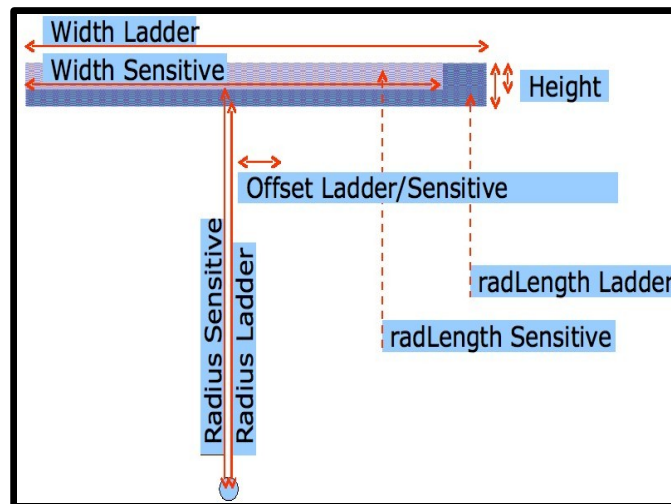 Width Ladder
Width Sensitive
Height
Offset Ladder/Sensitive
Radius Sensitive
Radius Ladder
radLength Ladder
radLength Sensitive